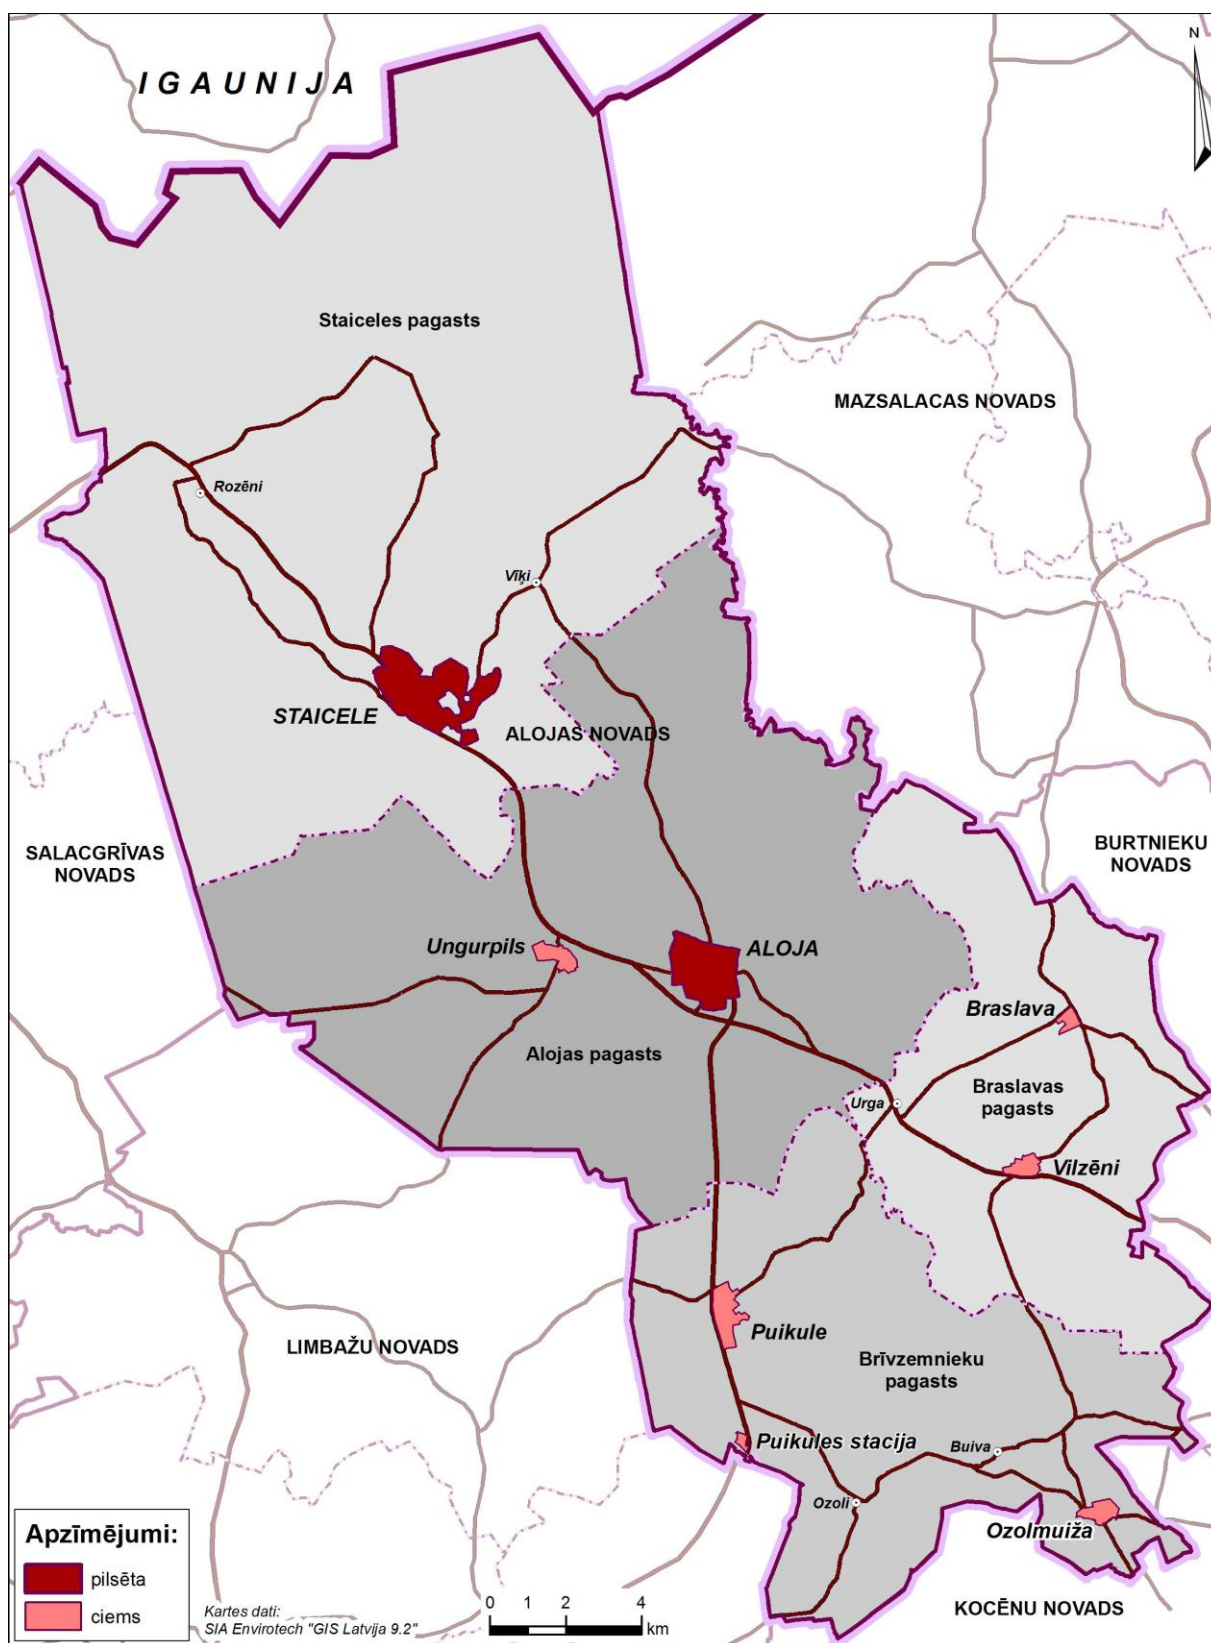 IGAUNIJA
N
Staiceles pagasts
MAZSALACAS NOVADS
Rozēni
Vīķi
STAICELE
ALOJAS NOVADS
SALACGRĪVAS
NOVADS
BURTNIEKU
NOVADS
Ungurpils
ALOJA
Braslava
Alojas pagasts
Braslavas
pagasts
Urga
Vilzēni
Puikule
LIMBAŽU NOVADS
Brīvzemnieku
pagasts
Puikules stacija
Buiva
Ozoli
Ozolmuiža
KOCĒNU NOVADS
Apzīmējumi:
pilsēta
ciems
Kartes dati:
SIA Envirotech "GIS Latvija 9.2"
0 1 2 4
km